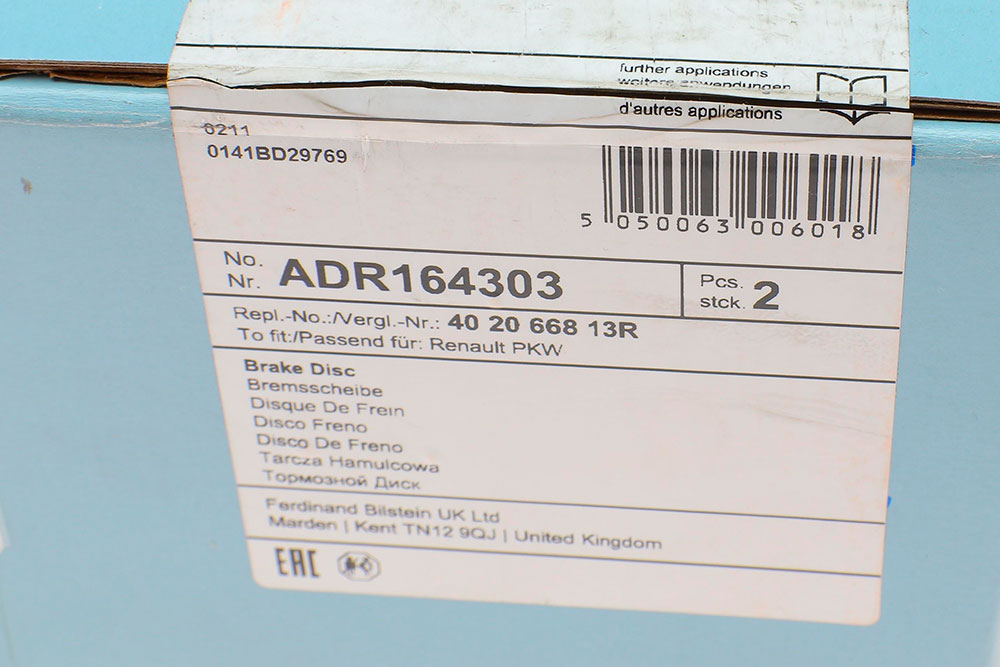 further applications
weitere anwendungen
d'autres applications
0211
0141BD29769
5 050063 006018
No.
Nr. ADR164303
Pcs.
stck. 2
Repl.-No.:/Vergl.-Nr.: 40 20 668 13R
To fit:/Passend für: Renault PKW
Brake Disc
Bremsscheibe
Disque De Frein
Disco Freno
Disco De Freno
Tarcza Hamulcowa
Тормозной Диск
Ferdinand Bilstein UK Ltd
Marden | Kent TN12 9QJ | United Kingdom
EAC